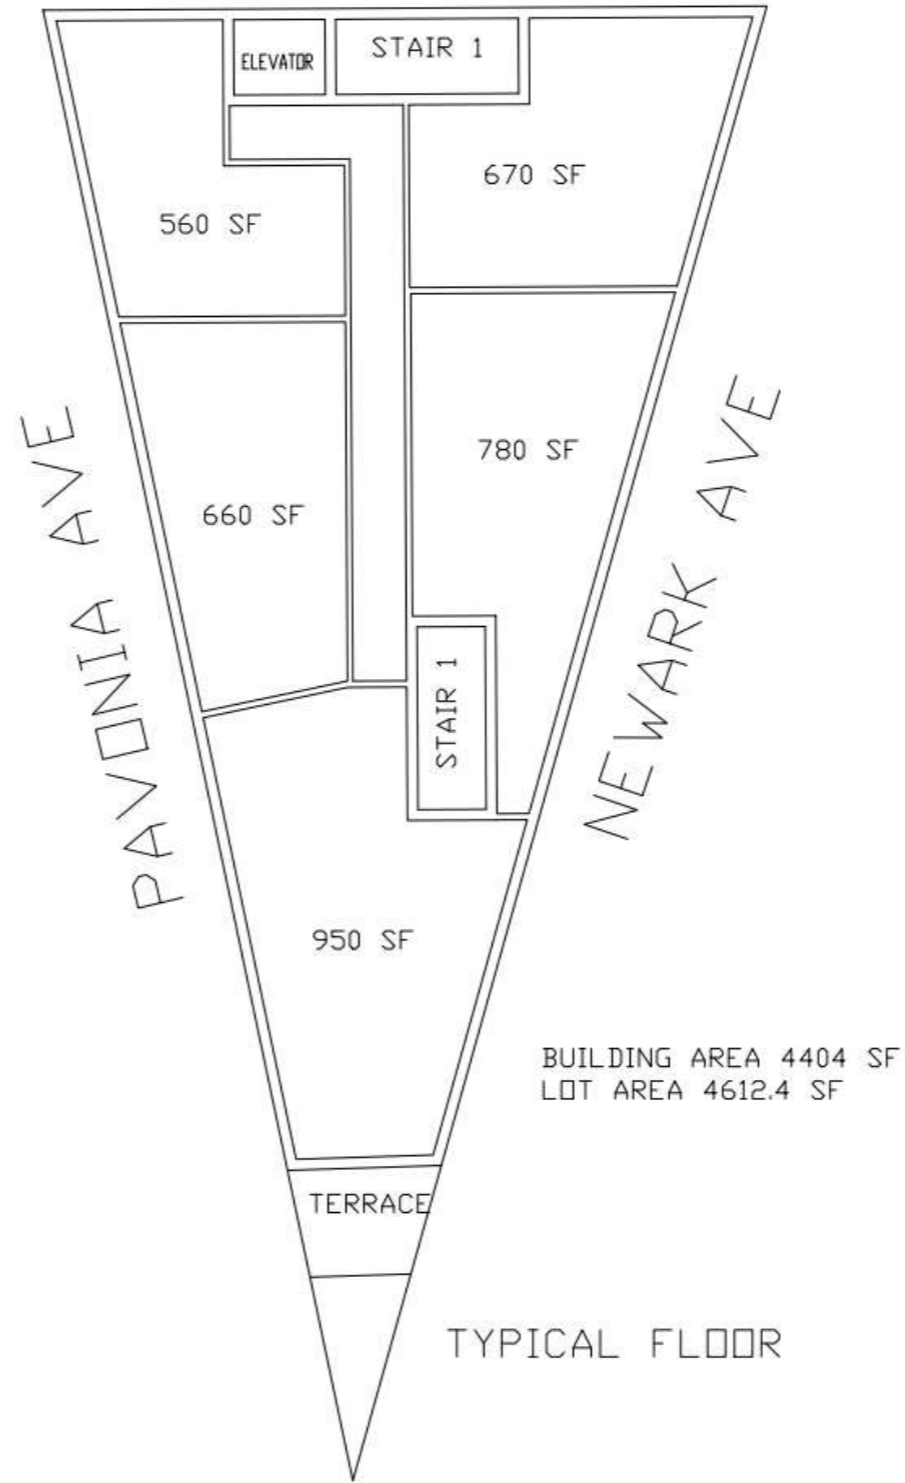 ELEVATOR
STAIR 1
670 SF
560 SF
780 SF
660 SF
PAVONIA AVE
NEWARK AVE
STAIR 1
950 SF
BUILDING AREA 4404 SF
LOT AREA 4612.4 SF
TERRACE
TYPICAL FLOOR